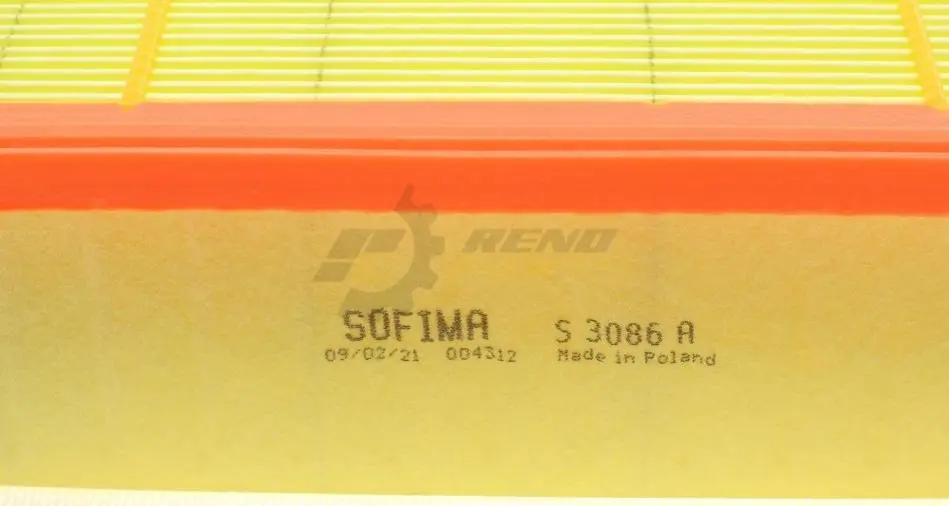 RENO
SOFIMA S 3086 A
09/02/21 004312 Made in Poland